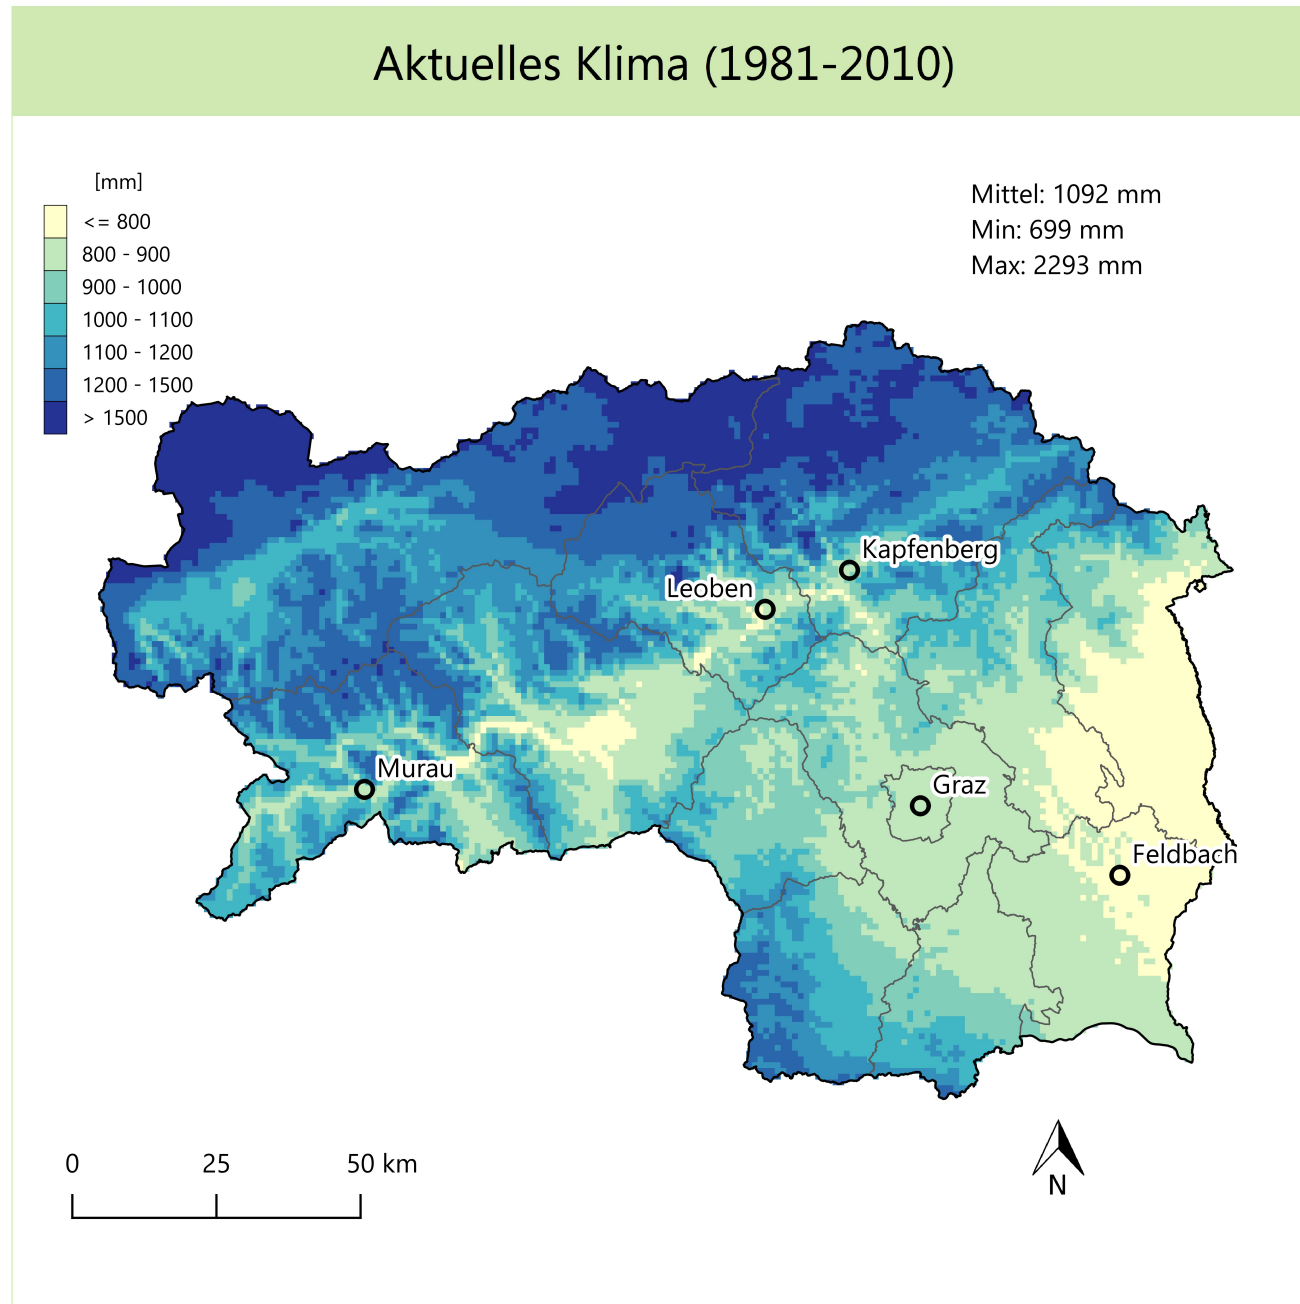 Aktuelles Klima (1981-2010)
[mm]
<= 800
800 - 900
900 - 1000
1000 - 1100
1100 - 1200
1200 - 1500
> 1500
Mittel: 1092 mm
Min: 699 mm
Max: 2293 mm
Kapfenberg
Leoben
Murau
Graz
Feldbach
0 25 50 km
N